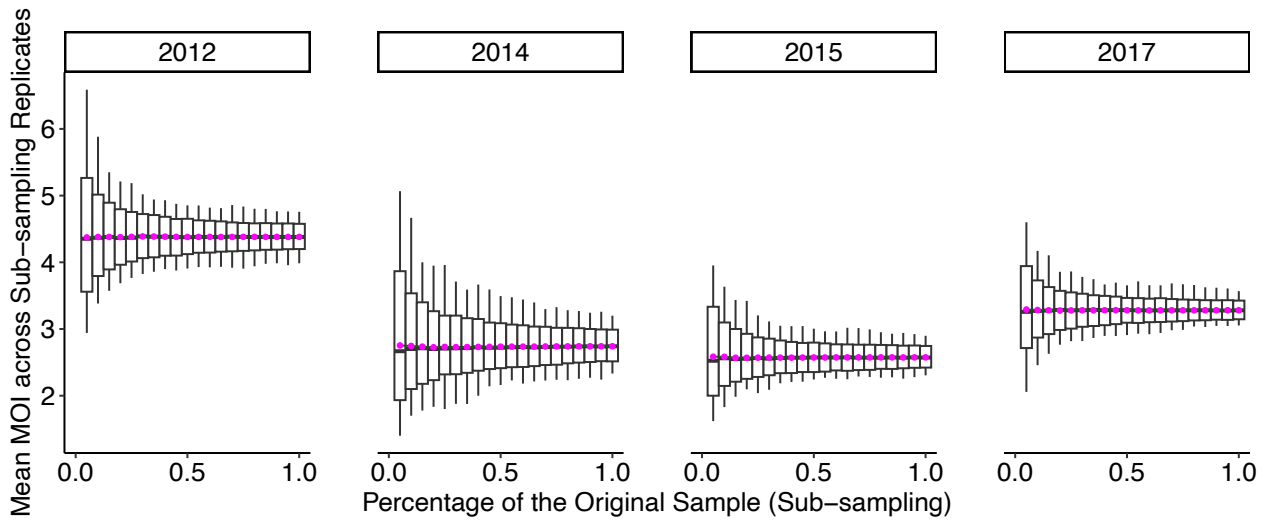 Mean MOI across Sub−sampling Replicates
2012
2014
2015
2017
6
5
4
3
2
0.0 0.5 1.0
0.0 0.5 1.0
0.0 0.5 1.0
0.0 0.5 1.0
Percentage of the Original Sample (Sub−sampling)